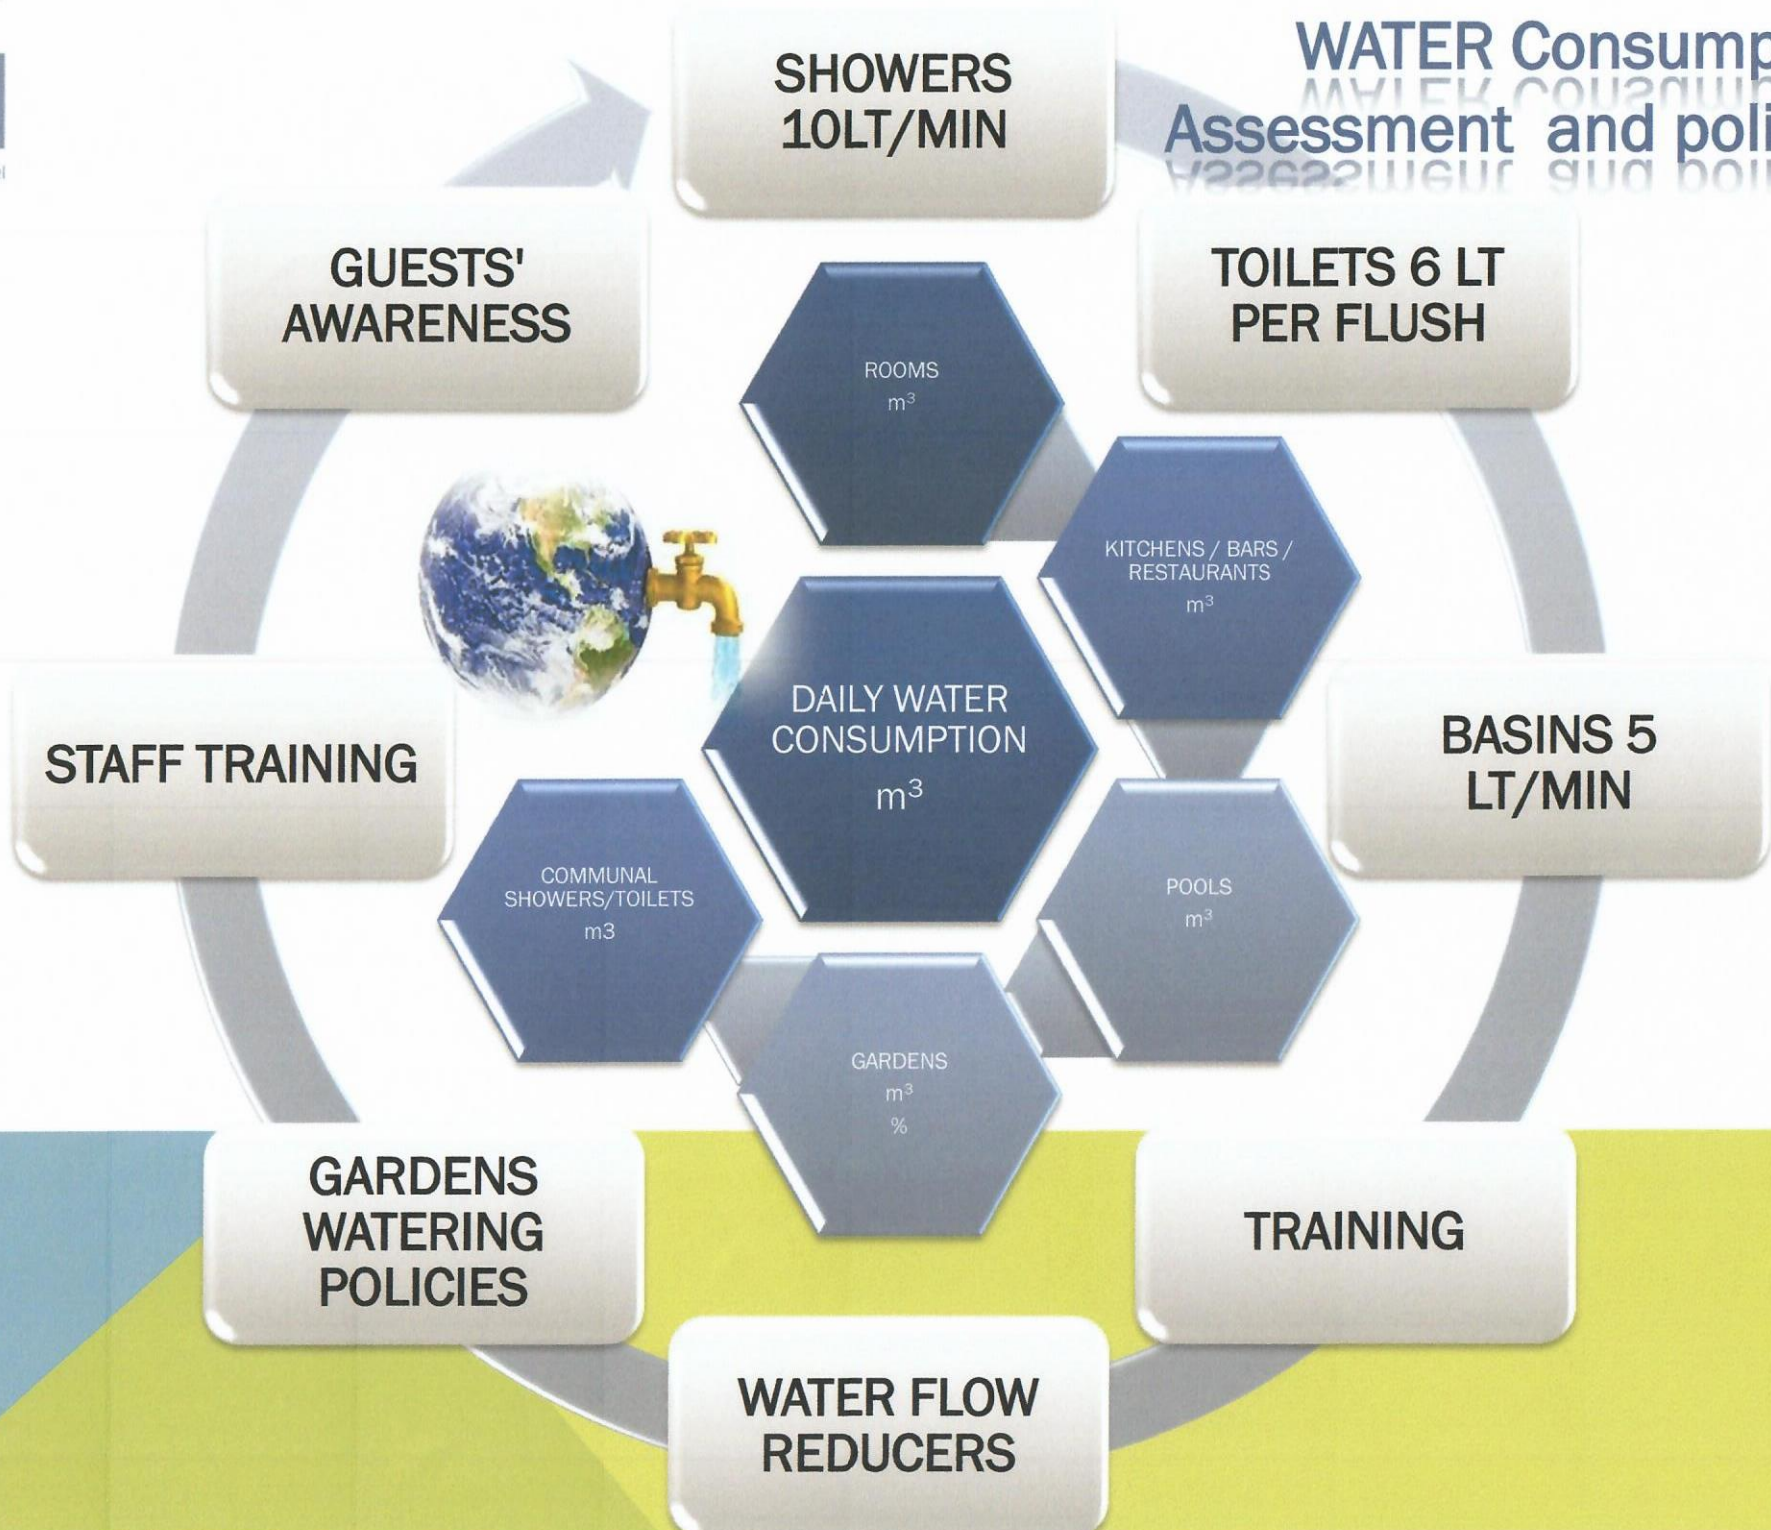 WATER Consump
Assessment and poli
SHOWERS
10LT/MIN
GUESTS'
AWARENESS
TOILETS 6 LT
PER FLUSH
ROOMS
m³
KITCHENS / BARS /
RESTAURANTS
m³
DAILY WATER
CONSUMPTION
m³
STAFF TRAINING
BASINS 5
LT/MIN
COMMUNAL
SHOWERS/TOILETS
m3
POOLS
m³
GARDENS
m³
%
GARDENS
WATERING
POLICIES
TRAINING
WATER FLOW
REDUCERS